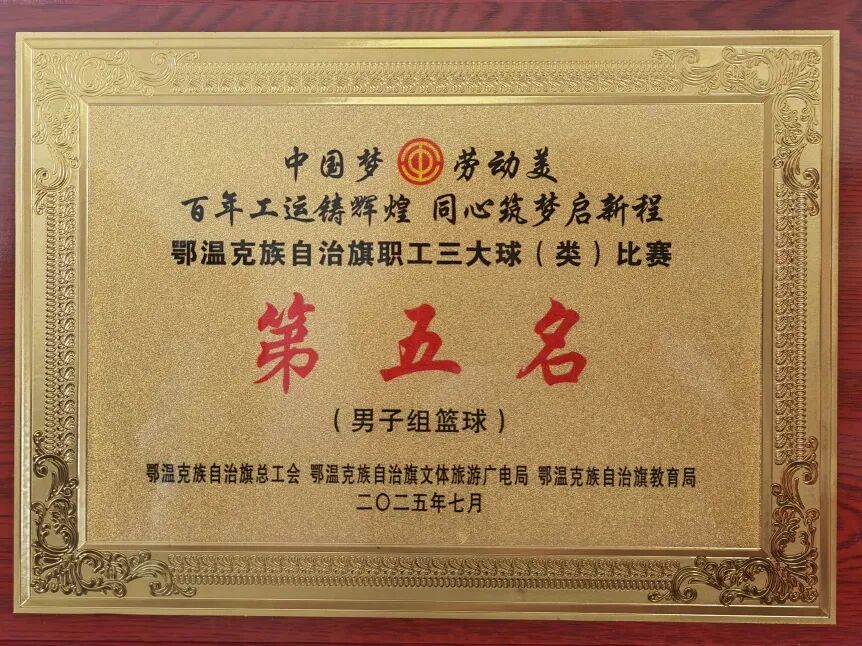 中国梦 劳动美
百年工运铸辉煌 同心筑梦启新程
鄂温克族自治旗职工三大球（类）比赛
第五名
（男子组篮球）
鄂温克族自治旗总工会 鄂温克族自治旗文体旅游广电局 鄂温克族自治旗教育局
二〇二五年七月